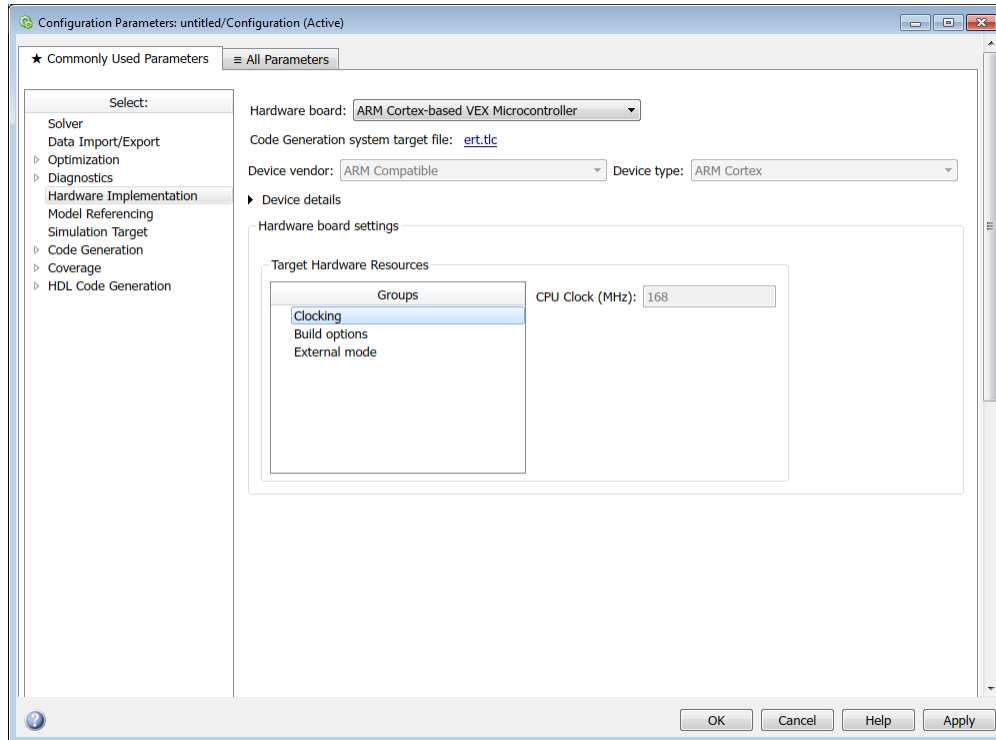 Configuration Parameters: untitled/Configuration (Active)
★ Commonly Used Parameters
≡ All Parameters
Select:
Solver
Data Import/Export
Optimization
Diagnostics
Hardware Implementation
Model Referencing
Simulation Target
Code Generation
Coverage
HDL Code Generation
Hardware board: ARM Cortex-based VEX Microcontroller
Code Generation system target file: ert.tlc
Device vendor: ARM Compatible Device type: ARM Cortex
Device details
Hardware board settings
Target Hardware Resources
Groups
Clocking
Build options
External mode
CPU Clock (MHz): 168
OK Cancel Help Apply